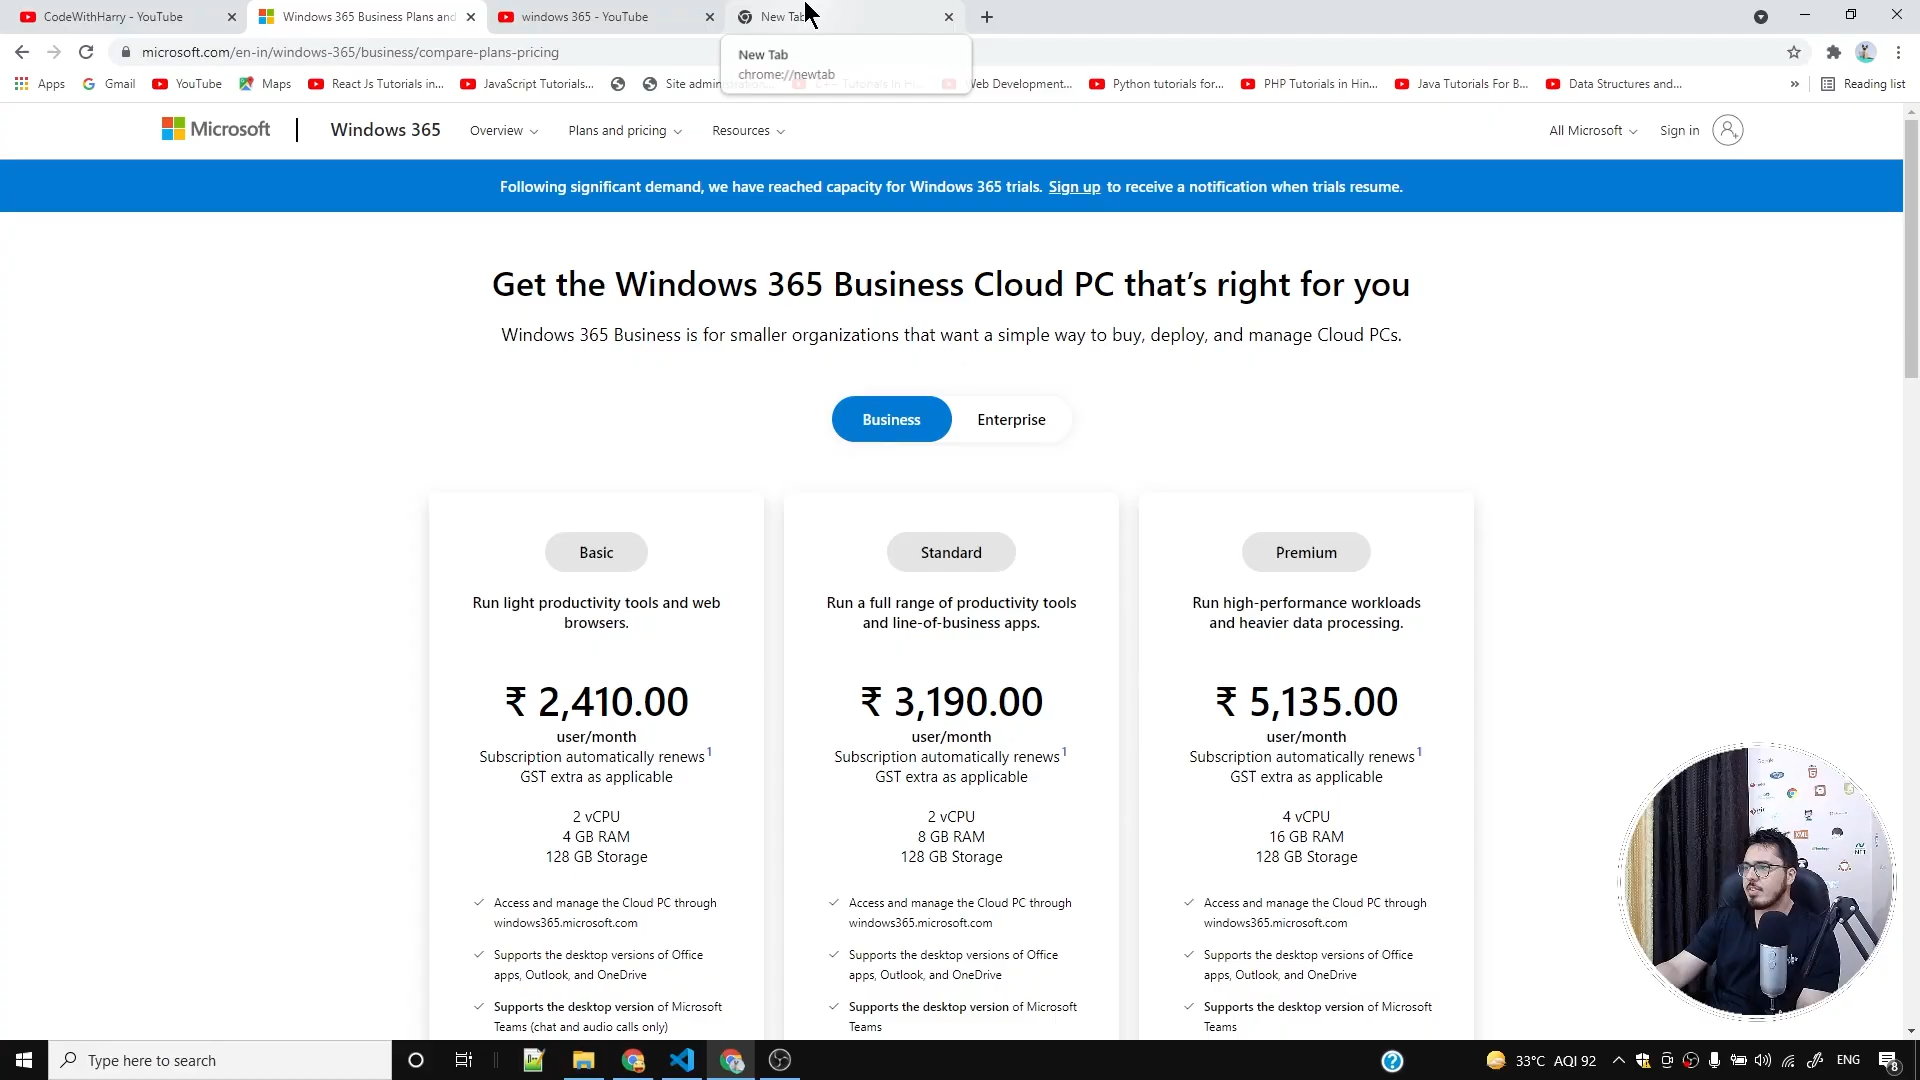 CodeWithHarry - YouTube
Windows 365 Business Plans and
windows 365 - YouTube
New Tab
microsoft.com/en-in/windows-365/business/compare-plans-pricing
New Tab
chrome://newtab
Apps
Gmail
YouTube
Maps
React Js Tutorials in...
JavaScript Tutorials...
Site admin
Web Development...
Python tutorials for...
PHP Tutorials in Hin...
Java Tutorials For B...
Data Structures and...
»
Reading list
Microsoft
Windows 365
Overview
Plans and pricing
Resources
All Microsoft
Sign in
Following significant demand, we have reached capacity for Windows 365 trials. Sign up to receive a notification when trials resume.
Get the Windows 365 Business Cloud PC that’s right for you
Windows 365 Business is for smaller organizations that want a simple way to buy, deploy, and manage Cloud PCs.
Business
Enterprise
Basic
Run light productivity tools and web
browsers.
₹ 2,410.00
user/month
Subscription automatically renews1
GST extra as applicable
2 vCPU
4 GB RAM
128 GB Storage
Access and manage the Cloud PC through
windows365.microsoft.com
Supports the desktop versions of Office
apps, Outlook, and OneDrive
Supports the desktop version of Microsoft
Teams (chat and audio calls only)
Standard
Run a full range of productivity tools
and line-of-business apps.
₹ 3,190.00
user/month
Subscription automatically renews1
GST extra as applicable
2 vCPU
8 GB RAM
128 GB Storage
Access and manage the Cloud PC through
windows365.microsoft.com
Supports the desktop versions of Office
apps, Outlook, and OneDrive
Supports the desktop version of Microsoft
Teams
Premium
Run high-performance workloads
and heavier data processing.
₹ 5,135.00
user/month
Subscription automatically renews1
GST extra as applicable
4 vCPU
16 GB RAM
128 GB Storage
Access and manage the Cloud PC through
windows365.microsoft.com
Supports the desktop versions of Office
apps, Outlook, and OneDrive
Supports the desktop version of Microsoft
Teams
Type here to search
33°C AQI 92
ENG
8